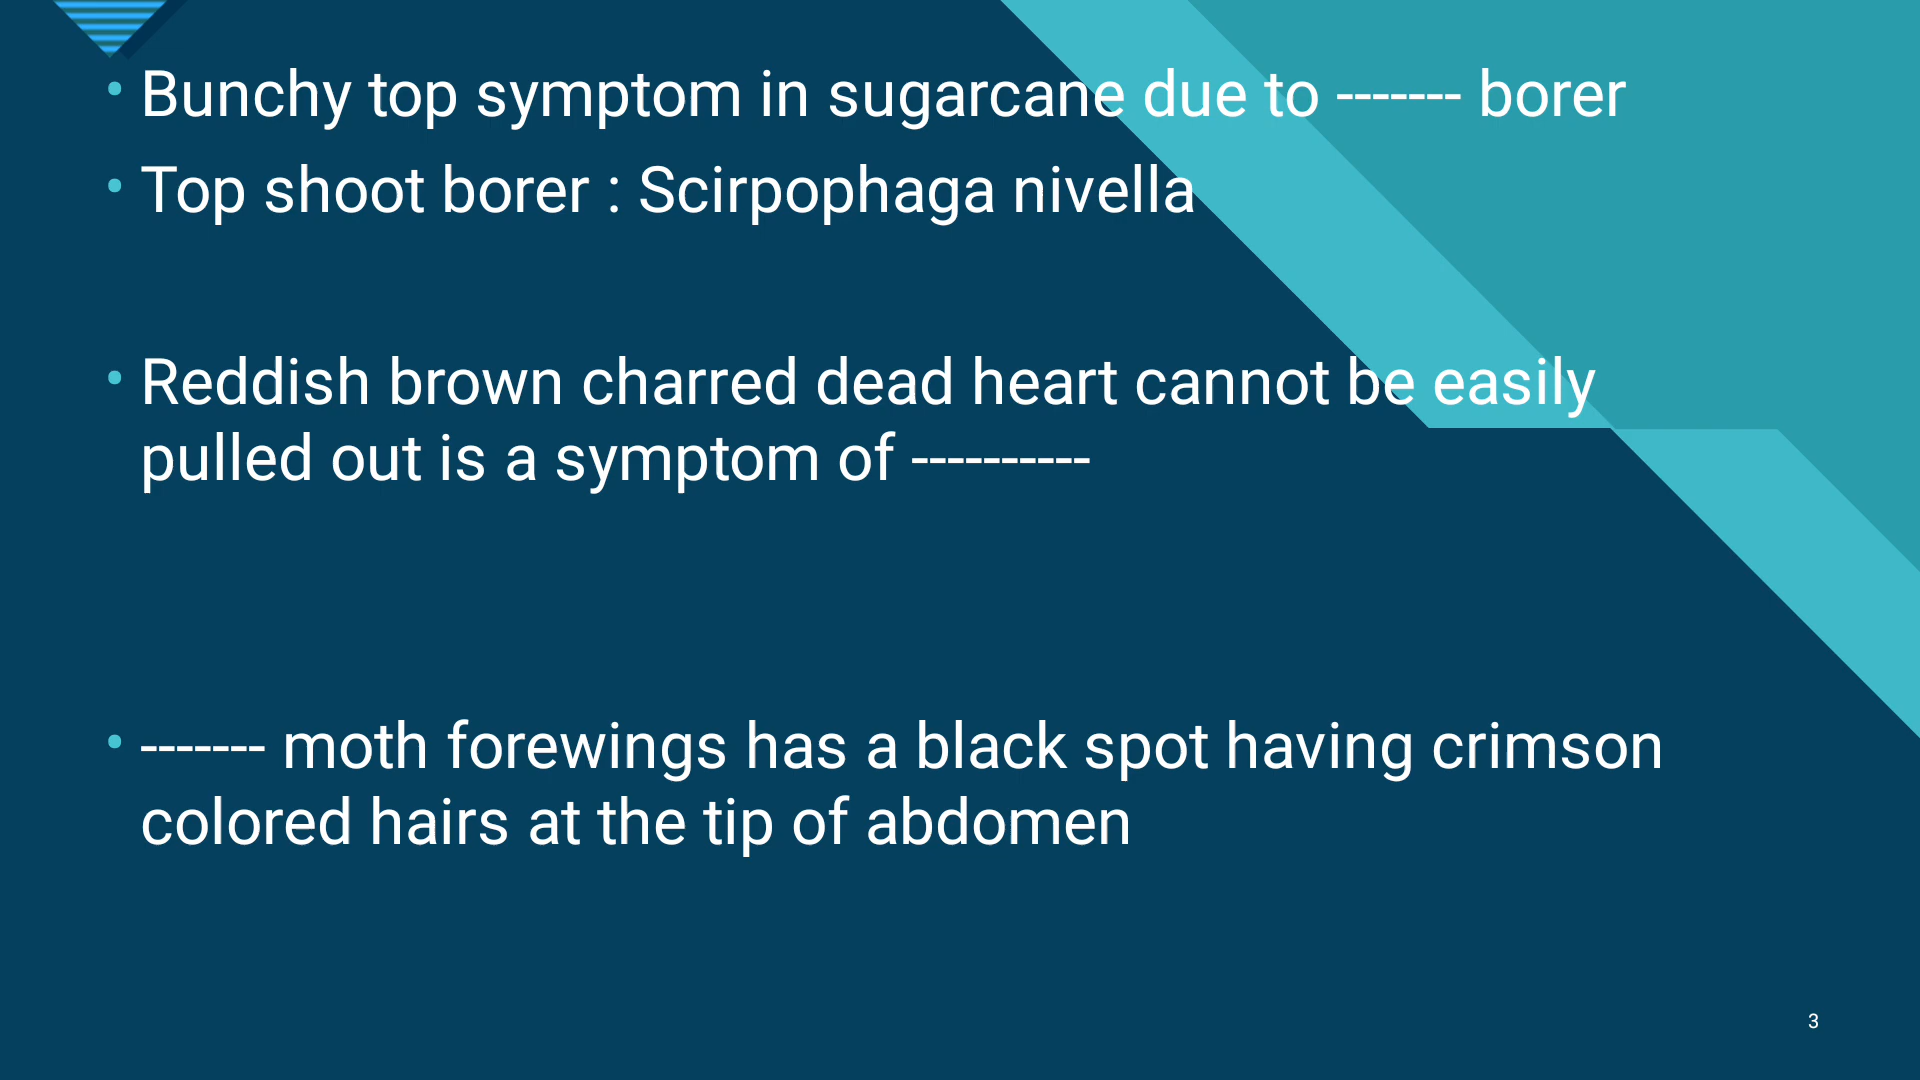 • Bunchy top symptom in sugarcane due to ------- borer
• Top shoot borer : Scirpophaga nivella
• Reddish brown charred dead heart cannot be easily
pulled out is a symptom of ----------
• ------- moth forewings has a black spot having crimson
colored hairs at the tip of abdomen
3